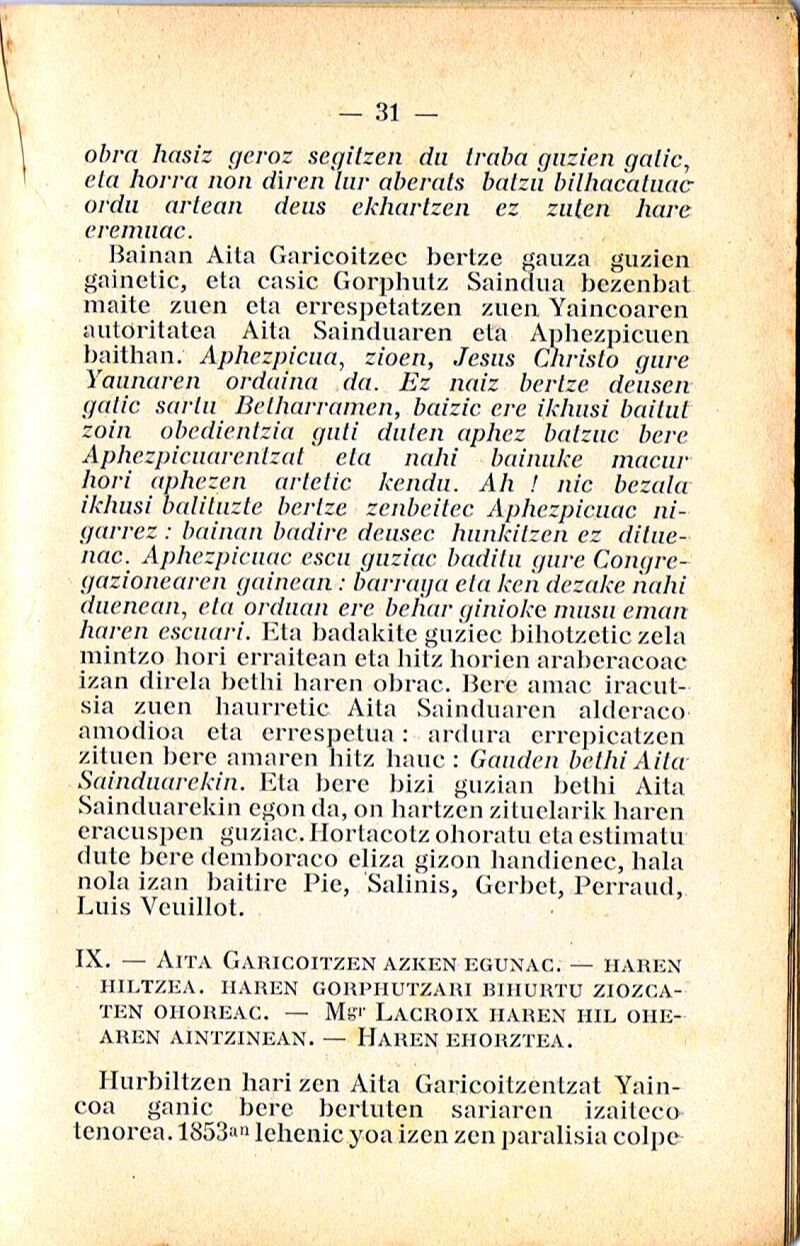 — 31 —
obra hasiz geroz segitzen du traba guzien gatic,
eta horra non diren lur aberats batzu bilhacatuac
ordu artean deus ekhartzen ez zuten hare
eremuac.
Bainan Aita Garicoitzec bertze gauza guzien
gainetic, eta casic Gorphutz Saindua bezenbat
maite zuen eta errespetatzen zuen Yaincoaren
autoritatea Aita Sainduaren eta Aphezpicuen
baithan. Aphezpicua, zioen, Jesus Christo gure
Yaunaren ordaina da. Ez naiz bertze deusen
gatic sartu Betharramen, baizic ere ikhusi baitut
zoin obedientzia guti duten aphez batzuc bere
Aphezpicuarentzat eta nahi bainuke macur
hori aphezen artetic kendu. Ah ! nic bezala
ikhusi balituzte bertze zenbeitec Aphezpicuac ni-
garrez : bainan badire deusec hunkitzen ez ditue-
nac. Aphezpicuac escu guziac baditu gure Congre-
gazionearen gainean : barraya eta ken dezake nahi
duenean, eta orduan ere behar ginioke musu eman
haren escuari. Eta badakite guziec bihotzetic zela
mintzo hori erraitean eta hitz horien araberacoac
izan direla bethi haren obrac. Bere amac iracut-
sia zuen haurretic Aita Sainduaren alderaco
amodioa eta errespetua : ardura errepicatzen
zituen bere amaren hitz hauc : Gauden bethi Aita
Sainduarekin. Eta bere bizi guzian bethi Aita
Sainduarekin egon da, on hartzen zituelarik haren
eracuspen guziac. Hortacotz ohoratu eta estimatu
dute bere demboraco eliza gizon handienec, hala
nola izan baitire Pie, Salinis, Gerbet, Perraud,
Luis Veuillot.
IX. — AITA GARICOITZEN AZKEN EGUNAC. — HAREN
HILTZEA. HAREN GORPHUTZARI BIHURTU ZIOZCA-
TEN OHOREAC. — Mgr LACROIX HAREN HIL OHE-
AREN AINTZINEAN. — HAREN EHORZTEA.
Hurbiltzen hari zen Aita Garicoitzentzat Yain-
coa ganic bere bertuten sariaren izaiteco
tenorea. 1853an lehenic yoa izen zen paralisia colpe